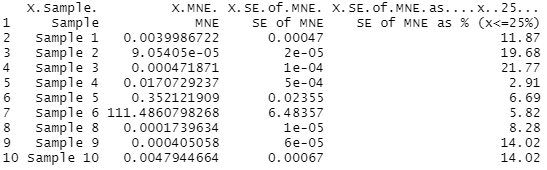 X.Sample. X.MNE. X.SE.of.MNE. X.SE.of.MNE.as....x..25...
1 Sample MNE SE of MNE SE of MNE as % (x<=25%)
2 Sample 1 0.0039986722 0.00047 11.87
3 Sample 2 9.05405e-05 2e-05 19.68
4 Sample 3 0.000471871 1e-04 21.77
5 Sample 4 0.0170729237 5e-04 2.91
6 Sample 5 0.352121909 0.02355 6.69
7 Sample 6 111.4860798268 6.48357 5.82
8 Sample 8 0.0001739634 1e-05 8.28
9 Sample 9 0.000405058 6e-05 14.02
10 Sample 10 0.0047944664 0.00067 14.02